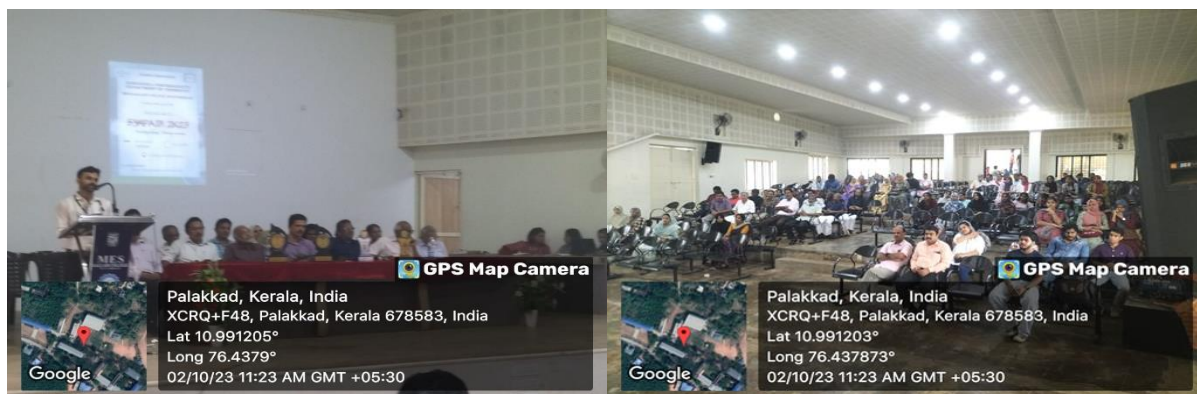 MES
GPS Map Camera
Palakkad, Kerala, India
XCRQ+F48, Palakkad, Kerala 678583, India
Lat 10.991205°
Long 76.4379°
02/10/23 11:23 AM GMT +05:30
Google
GPS Map Camera
Palakkad, Kerala, India
XCRQ+F48, Palakkad, Kerala 678583, India
Lat 10.991203°
Long 76.437873°
02/10/23 11:23 AM GMT +05:30
Google